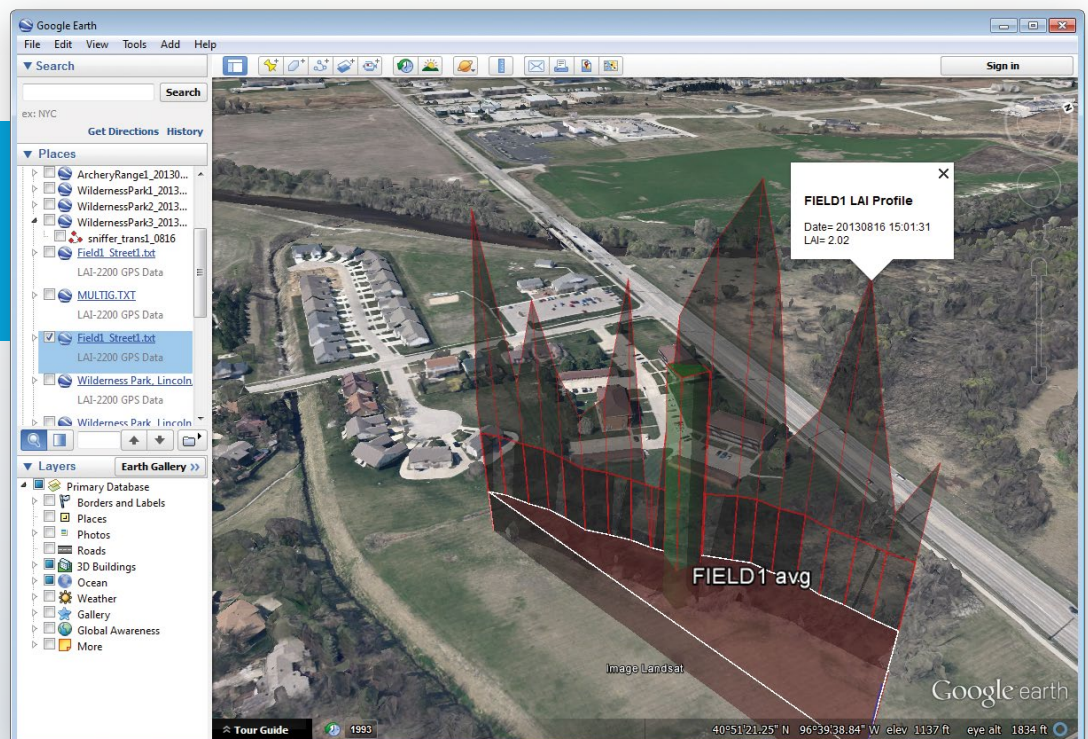 Google Earth
File Edit View Tools Add Help
Search
Sign in
Search
ex: NYC
Get Directions History
Places
ArcheryRange1_20130...
WildernessPark1_2013...
WildernessPark2_2013...
WildernessPark3_2013...
sniffer_trans1_0816
Field1_Street1.txt
LAI-2200 GPS Data
MULTIG.TXT
LAI-2200 GPS Data
Field1_Street1.txt
LAI-2200 GPS Data
Wilderness Park, Lincoln,
LAI-2200 GPS Data
Wilderness Park, Lincoln
Layers
Earth Gallery >>
Primary Database
Borders and Labels
Places
Photos
Roads
3D Buildings
Ocean
Weather
Gallery
Global Awareness
More
FIELD1 LAI Profile
Date= 20130816 15:01:31
LAI= 2.02
FIELD1 avg
Image Landsat
Google earth
Tour Guide
1993
40°51'21.25" N 96°39'38.84" W elev 1137 ft eye alt 1834 ft